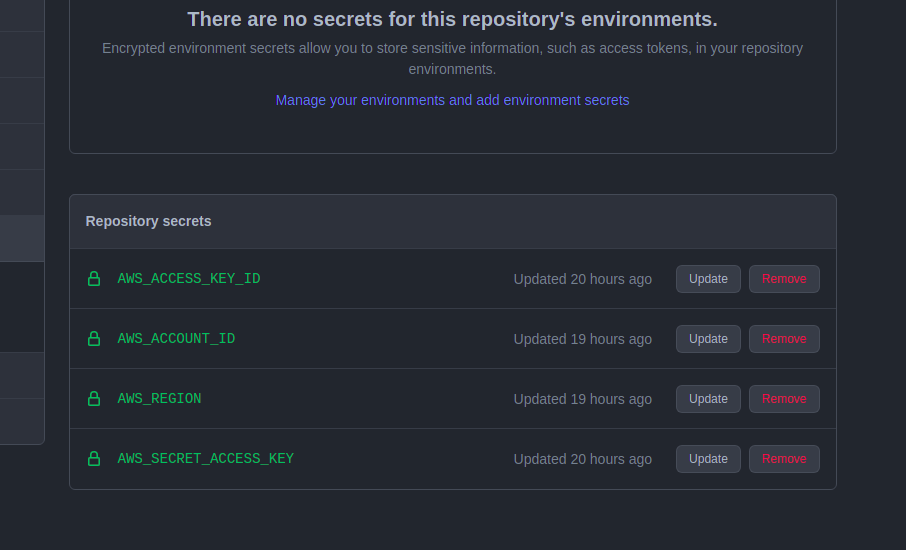 There are no secrets for this repository's environments.
Encrypted environment secrets allow you to store sensitive information, such as access tokens, in your repository
environments.
Manage your environments and add environment secrets
Repository secrets
AWS_ACCESS_KEY_ID Updated 20 hours ago Update Remove
AWS_ACCOUNT_ID Updated 19 hours ago Update Remove
AWS_REGION Updated 19 hours ago Update Remove
AWS_SECRET_ACCESS_KEY Updated 20 hours ago Update Remove